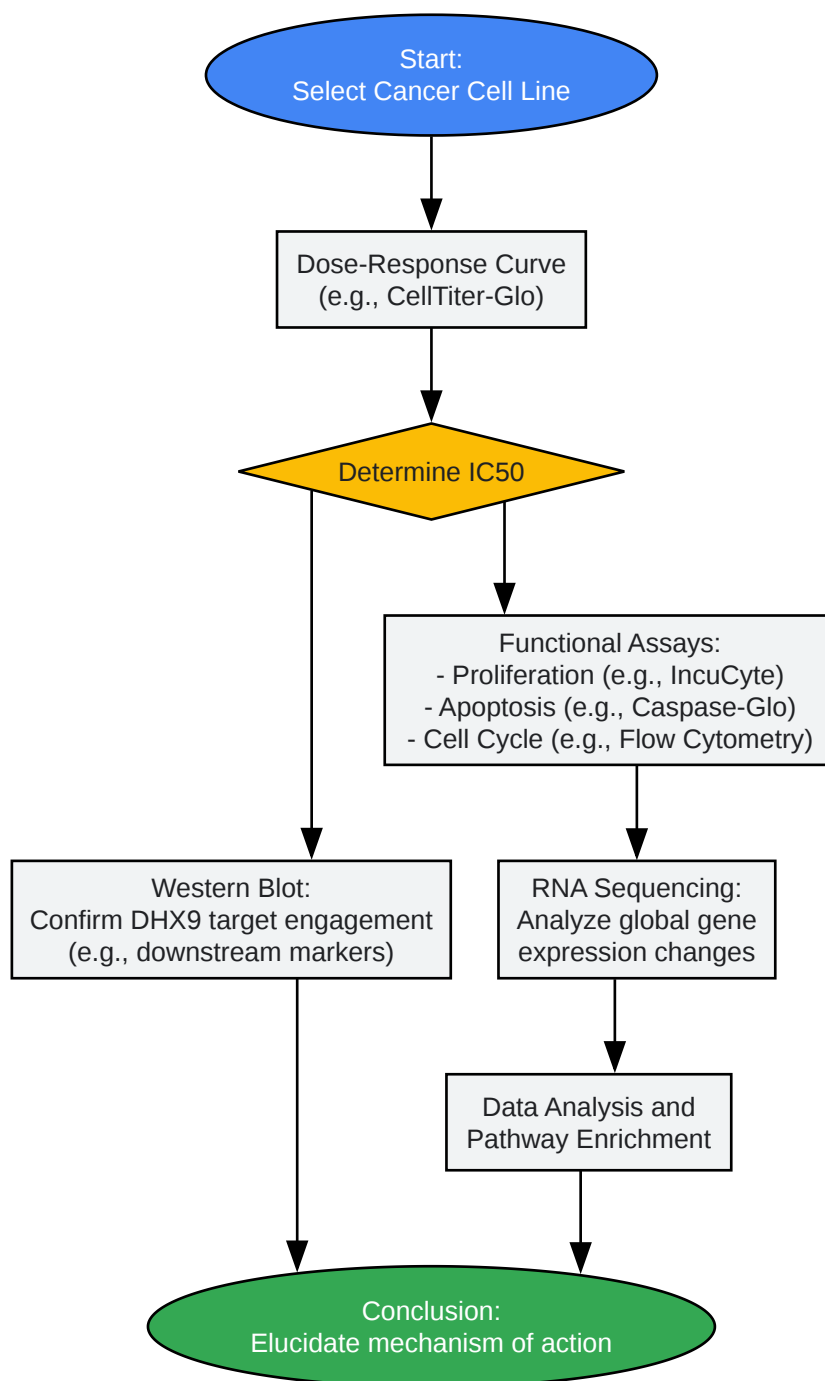 Start:
Select Cancer Cell Line
Dose-Response Curve
(e.g., CellTiter-Glo)
Determine IC50
Functional Assays:
- Proliferation (e.g., IncuCyte)
- Apoptosis (e.g., Caspase-Glo)
- Cell Cycle (e.g., Flow Cytometry)
Western Blot:
Confirm DHX9 target engagement
(e.g., downstream markers)
RNA Sequencing:
Analyze global gene
expression changes
Data Analysis and
Pathway Enrichment
Conclusion:
Elucidate mechanism of action